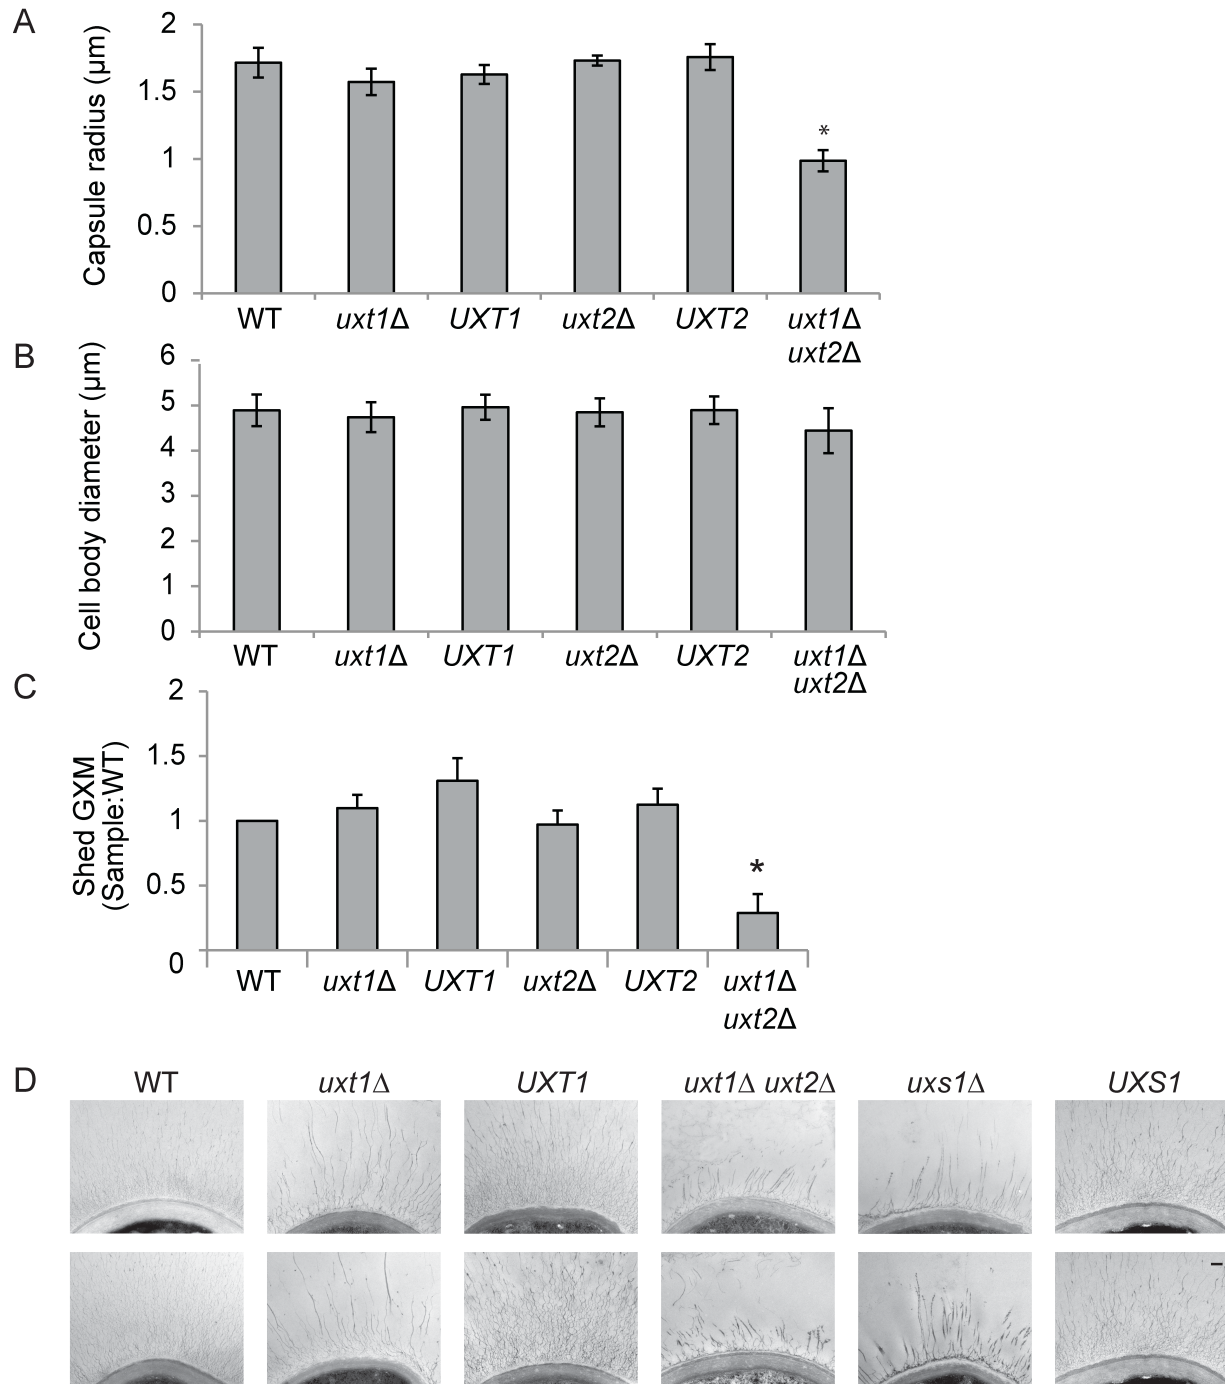 A
Capsule radius (µm)
2
1.5
1
0.5
0
WT uxt1Δ UXT1 uxt2Δ UXT2 uxt1Δ
uxt2Δ
*
B
Cell body diameter (µm)
6
5
4
3
2
1
0
WT uxt1Δ UXT1 uxt2Δ UXT2 uxt1Δ
uxt2Δ
C
Shed GXM
(Sample:WT)
2
1.5
1
0.5
0
*
WT uxt1Δ UXT1 uxt2Δ UXT2 uxt1Δ
uxt2Δ
D WT uxt1Δ UXT1 uxt1Δ uxt2Δ uxs1Δ UXS1